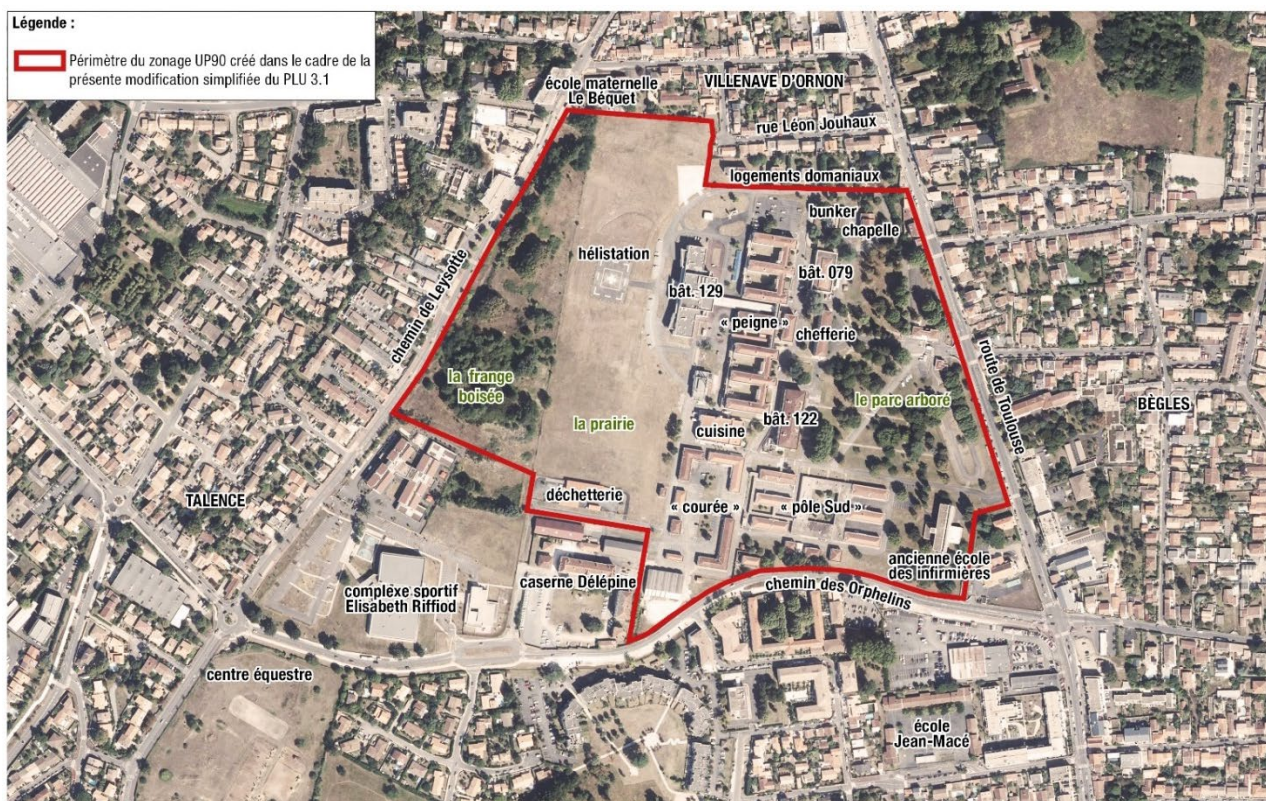 Légende :
Périmètre du zonage UP90 créé dans le cadre de la
présente modification simplifiée du PLU 3.1
école maternelle
Le Béquet
VILLENAVE D'ORNON
rue Léon Jouhaux
logements domaniaux
bunker
chapelle
hélistation
bât. 079
bât. 129
« peigne »
chefferie
chemin de Leysotte
route de Toulouse
la frange
boisée
le parc arboré
BÈGLES
la prairie
bât. 122
cuisine
TALENCE
déchetterie
« courée »
« pôle Sud »
ancienne école
des infirmières
caserne Délépine
chemin des Orphelins
complexe sportif
Elisabeth Riffiod
centre équestre
école
Jean-Macé